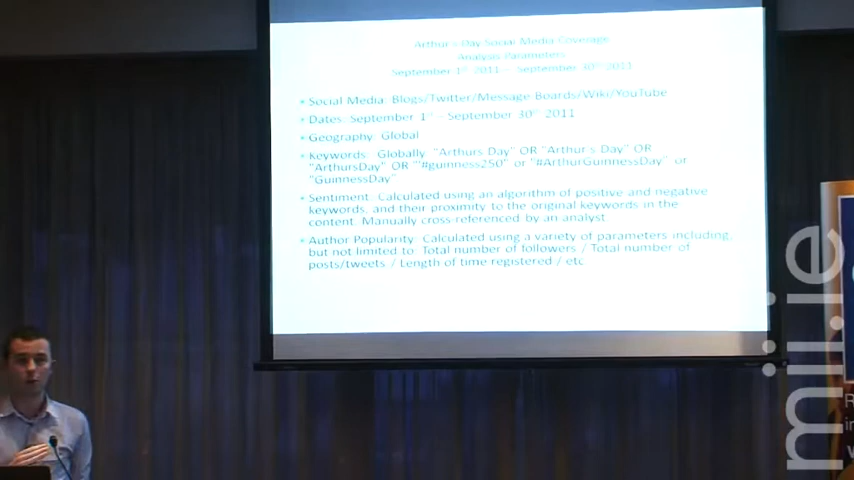 Arthur's Day Social Media Coverage
Analysis Parameters
September 1st 2011 – September 30th 2011
• Social Media: Blogs/Twitter/Message Boards/Wiki/YouTube
• Dates: September 1st – September 30th 2011
• Geography: Global
• Keywords: Globally: "Arthurs Day" OR "Arthur's Day" OR
"ArthursDay" OR "#guinness250" or "#ArthurGuinnessDay" or
"GuinnessDay"
• Sentiment: Calculated using an algorithm of positive and negative
keywords, and their proximity to the original keywords in the
content. Manually cross-referenced by an analyst
• Author Popularity: Calculated using a variety of parameters including,
but not limited to: Total number of followers / Total number of
posts/tweets / Length of time registered / etc
mii.ie